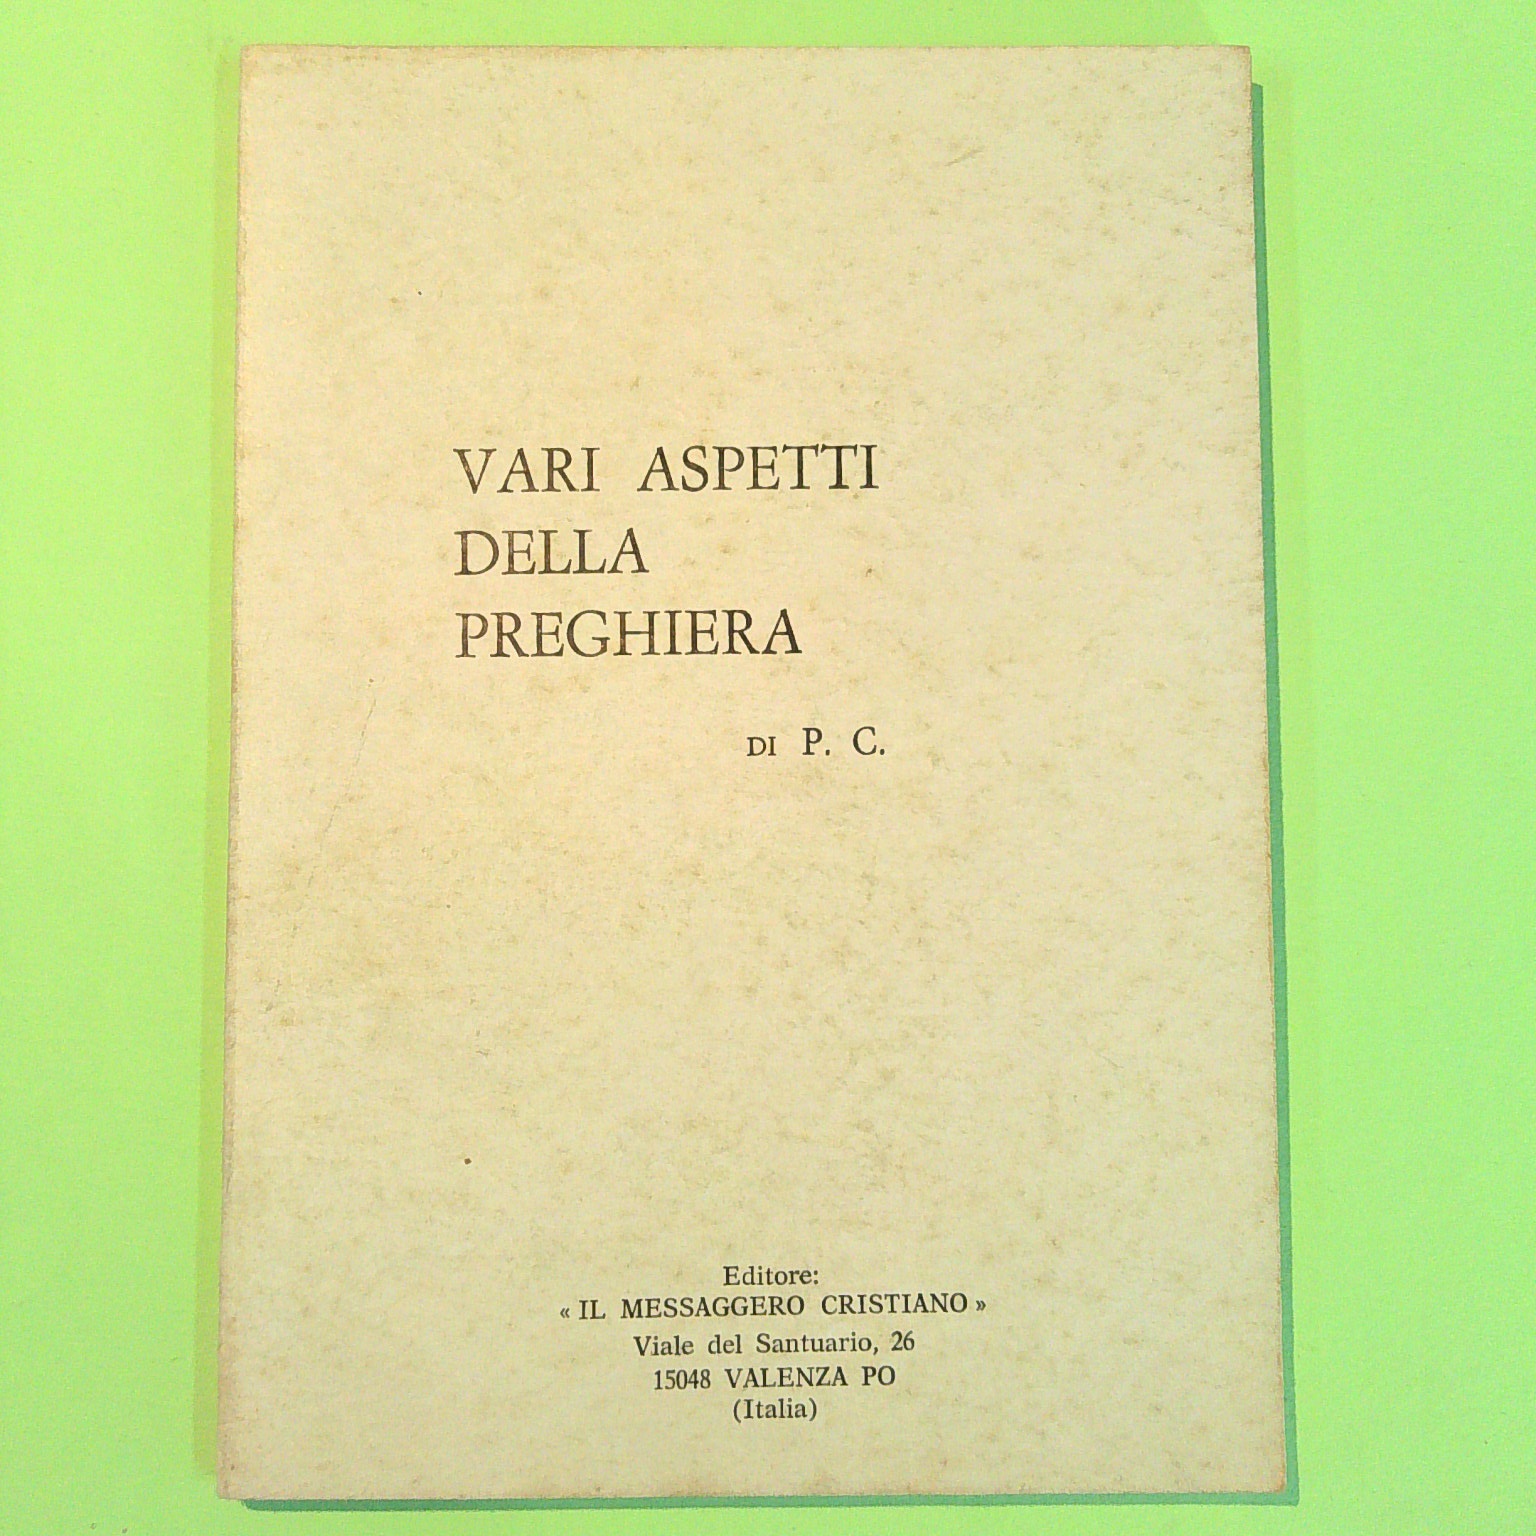 VARI ASPETTI
DELLA
PREGHIERA
DI P. C.
Editore:
« IL MESSAGGERO CRISTIANO »
Viale del Santuario, 26
15048 VALENZA PO
(Italia)